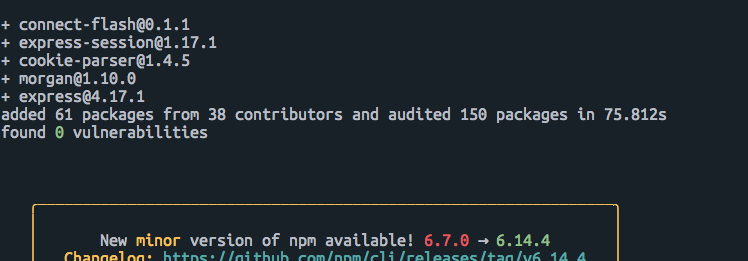 + connect-flash@0.1.1
+ express-session@1.17.1
+ cookie-parser@1.4.5
+ morgan@1.10.0
+ express@4.17.1
added 61 packages from 38 contributors and audited 150 packages in 75.812s
found 0 vulnerabilities
New minor version of npm available! 6.7.0 → 6.14.4
Changelog: https://github.com/npm/cli/releases/tag/v6.14.4